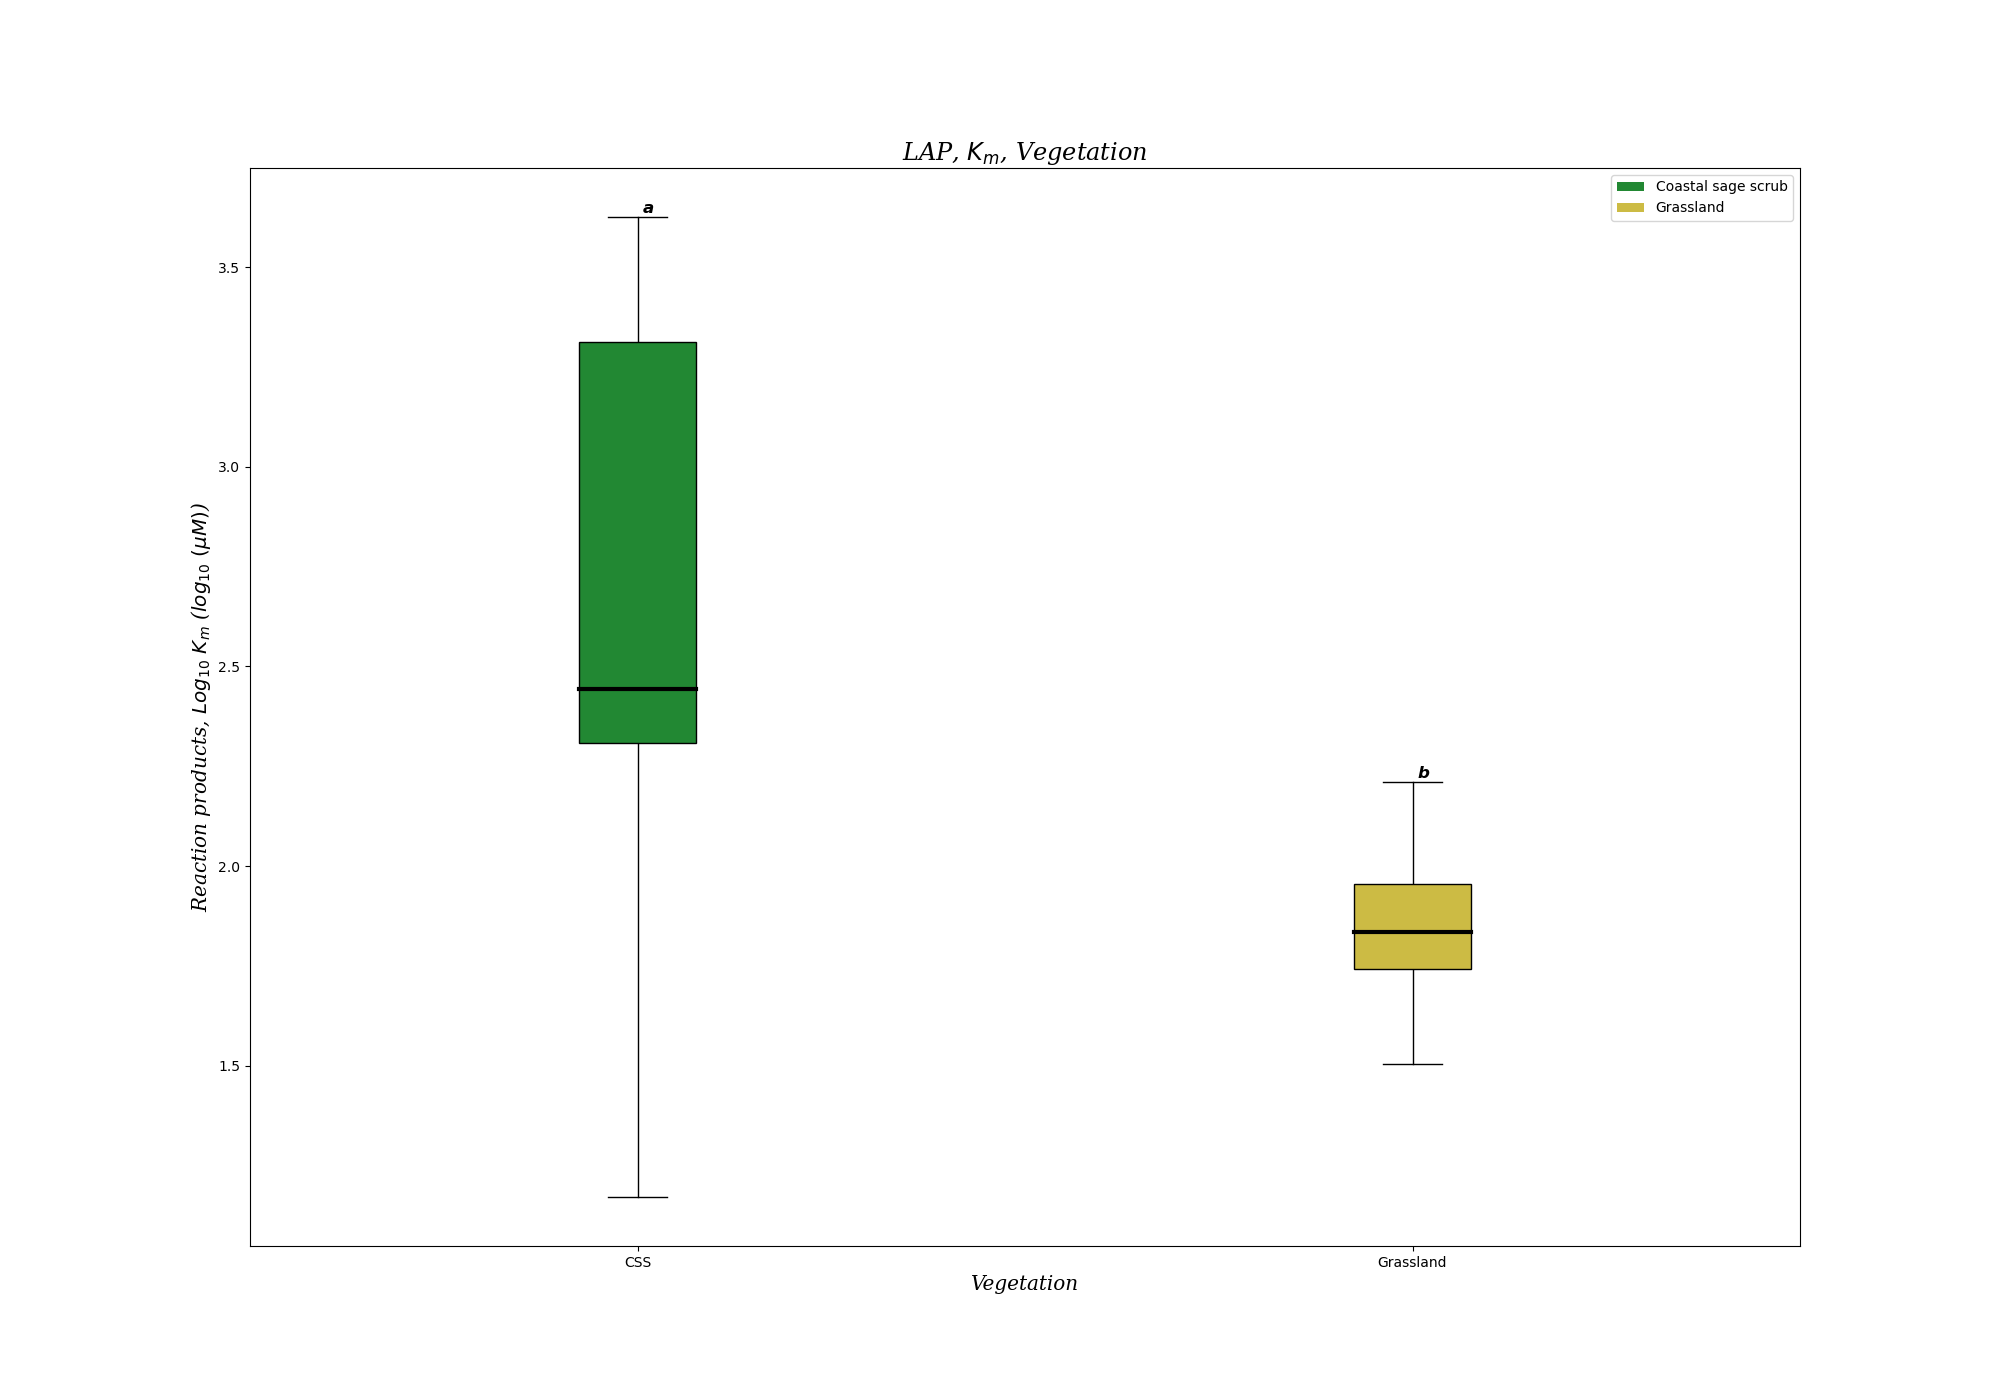 LAP, Kₘ, Vegetation
Coastal sage scrub
Grassland
a
b
3.5
3.0
2.5
2.0
1.5
Reaction products, Log₁₀ Kₘ (log₁₀ (μM))
CSS
Grassland
Vegetation